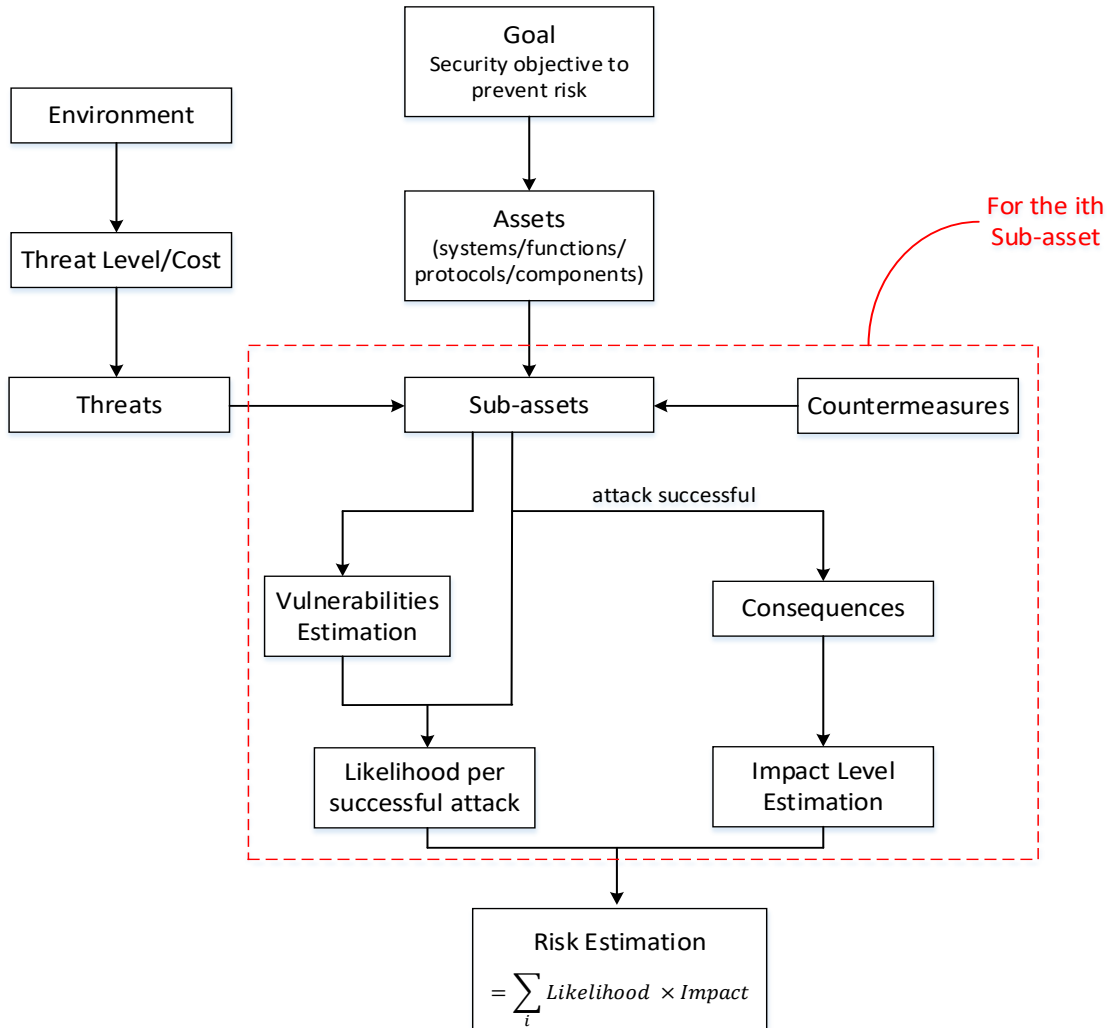 Goal
Security objective to
prevent risk
Environment
Assets
(systems/functions/
protocols/components)
For the ith
Sub-asset
Threat Level/Cost
Threats
Sub-assets
Countermeasures
attack successful
Vulnerabilities
Estimation
Consequences
Likelihood per
successful attack
Impact Level
Estimation
Risk Estimation
= ∑ Likelihood × Impact
i